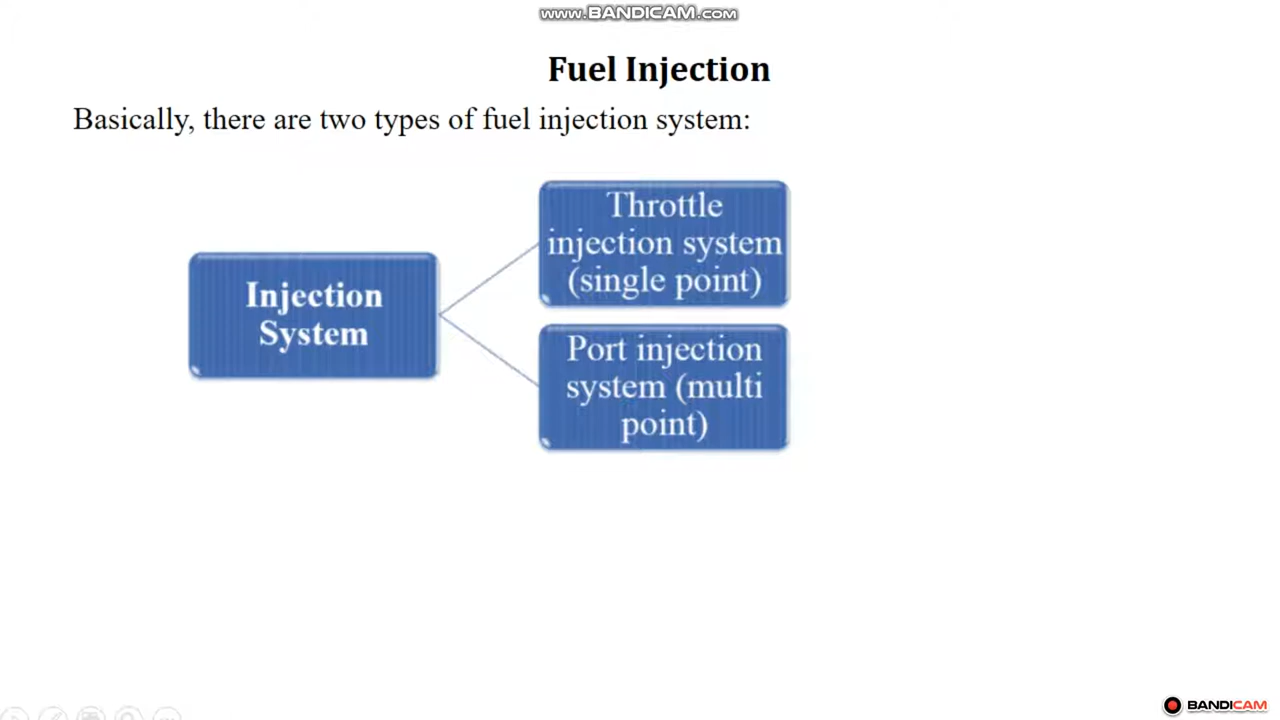 www.BANDICAM.com
Fuel Injection
Basically, there are two types of fuel injection system:
Throttle
injection system
(single point)
Injection
System
Port injection
system (multi
point)
BANDICAM